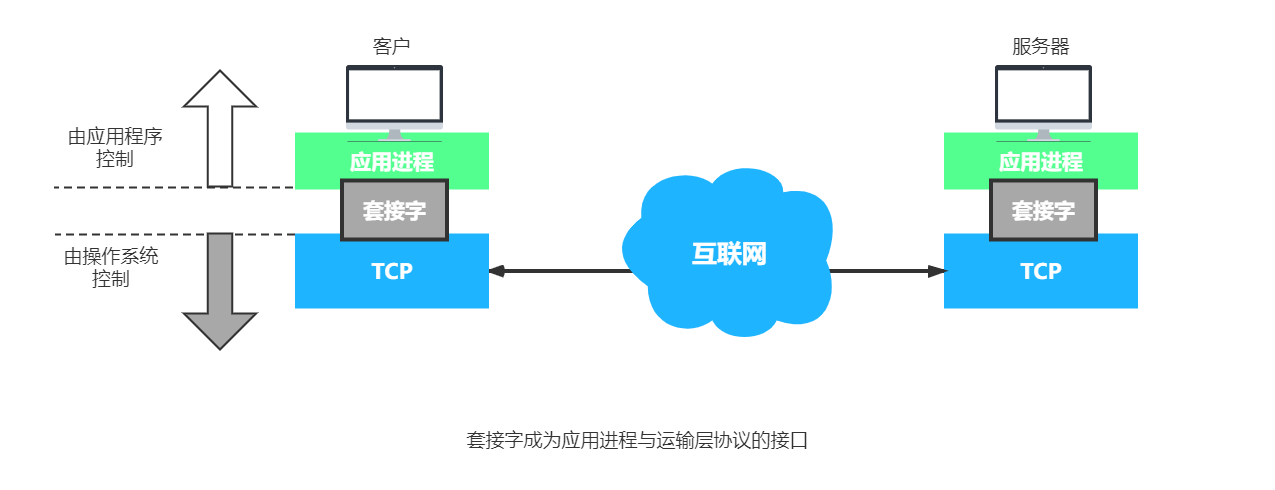 客户
服务器
由应用程序
控制
应用进程
应用进程
套接字
套接字
由操作系统
控制
TCP
互联网
TCP
套接字成为应用进程与运输层协议的接口